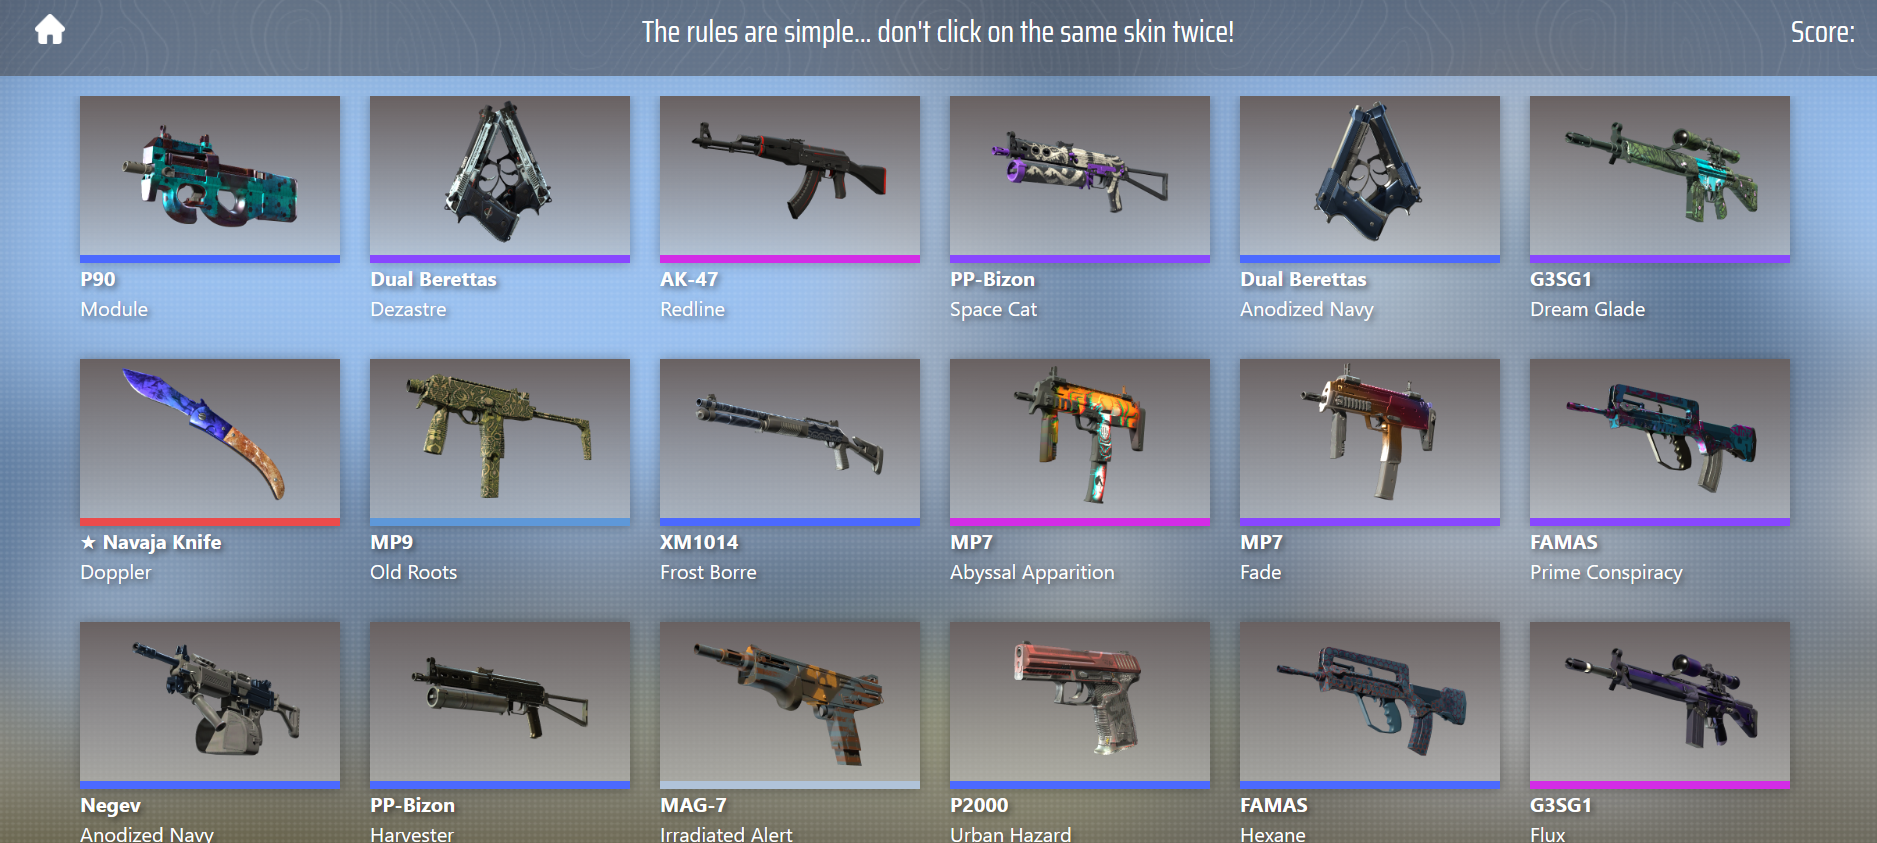 The rules are simple... don't click on the same skin twice!
Score:
P90
Module
Dual Berettas
Dezastre
AK-47
Redline
PP-Bizon
Space Cat
Dual Berettas
Anodized Navy
G3SG1
Dream Glade
★ Navaja Knife
Doppler
MP9
Old Roots
XM1014
Frost Borre
MP7
Abyssal Apparition
MP7
Fade
FAMAS
Prime Conspiracy
Negev
Anodized Navy
PP-Bizon
Harvester
MAG-7
Irradiated Alert
P2000
Urban Hazard
FAMAS
Hexane
G3SG1
Flux